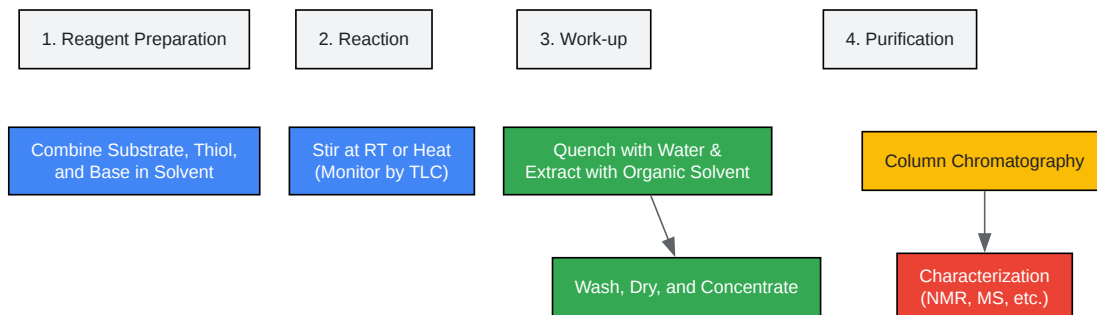 1. Reagent Preparation
2. Reaction
3. Work-up
4. Purification
Combine Substrate, Thiol,
and Base in Solvent
Stir at RT or Heat
(Monitor by TLC)
Quench with Water &
Extract with Organic Solvent
Column Chromatography
Wash, Dry, and Concentrate
Characterization
(NMR, MS, etc.)